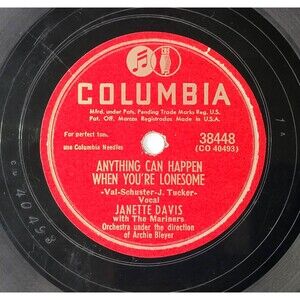 COLUMBIA
Mfrd. under Pats. Pending Trade Marks Reg. U.S.
Pat. Off. Marcas Registradas Made in U.S.A.
For perfect tone,
use Columbia Needles
38448
(CO 40493)
ANYTHING CAN HAPPEN
WHEN YOU'RE LONESOME
-Val-Schuster-J. Tucker-
Vocal
JANETTE DAVIS
with The Mariners
Orchestra under the direction
of Archie Bleyer